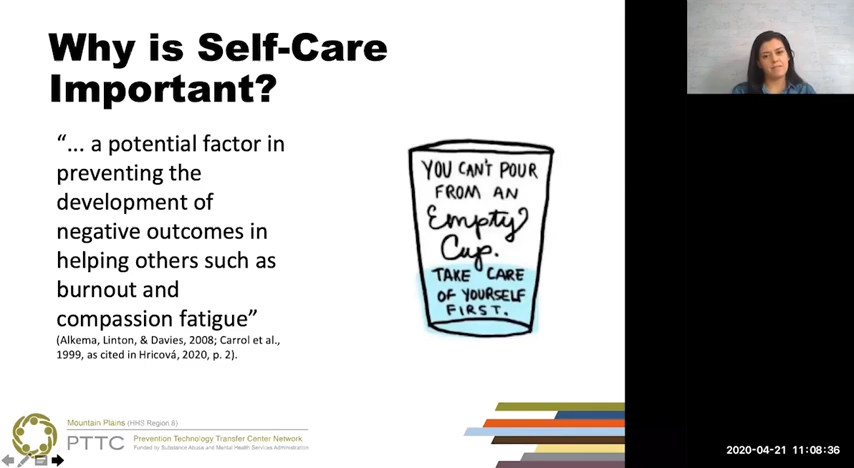 Why is Self-Care
Important?
“... a potential factor in
preventing the
development of
negative outcomes in
helping others such as
burnout and
compassion fatigue”
(Alkema, Linton, & Davies, 2008; Carrol et al.,
1999, as cited in Hricová, 2020, p. 2).
YOU CAN'T POUR
FROM AN
Empty
Cup.
TAKE CARE
OF YOURSELF
FIRST.
Mountain Plains (HHS Region 8)
PTTC
Prevention Technology Transfer Center Network
Funded by Substance Abuse and Mental Health Services Administration
2020-04-21 11:08:36